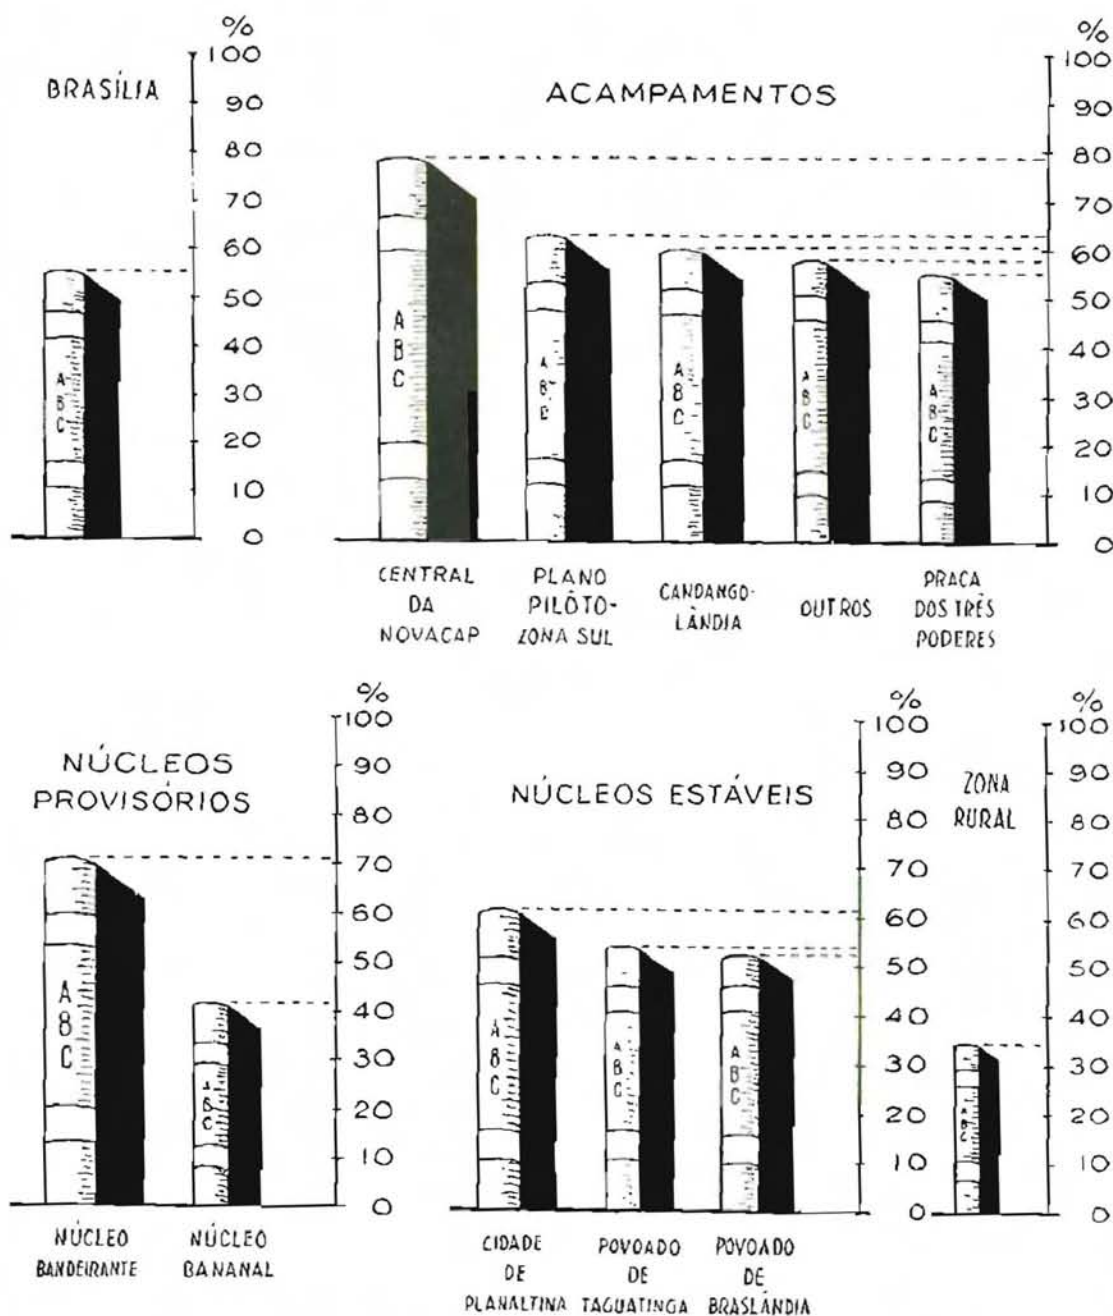 BRASÍLIA
%
100
90
80
70
60
50
40
30
20
10
0
A
B
C
ACAMPAMENTOS
%
100
90
80
70
60
50
40
30
20
10
0
A
B
C
A
B
C
A
B
C
A
B
C
A
B
C
CENTRAL
DA
NOVACAP
PLANO
PILÔTO-
ZONA SUL
CANDANGO-
LÂNDIA
OUTROS
PRACA
DOS TRÊS
PODERES
NÚCLEOS
PROVISÓRIOS
%
100
90
80
70
60
50
40
30
20
10
0
A
B
C
A
B
C
NÚCLEO
BANDEIRANTE
NÚCLEO
BANANAL
NÚCLEOS ESTÁVEIS
%
100
90
80
70
60
50
40
30
20
10
0
A
B
C
A
B
C
A
B
C
CIDADE
DE
PLANALTINA
POVOADO
DE
TAGUATINGA
POVOADO
DE
BRASLÂNDIA
ZONA
RURAL
%
100
90
80
70
60
50
40
30
20
10
0
A
B
C